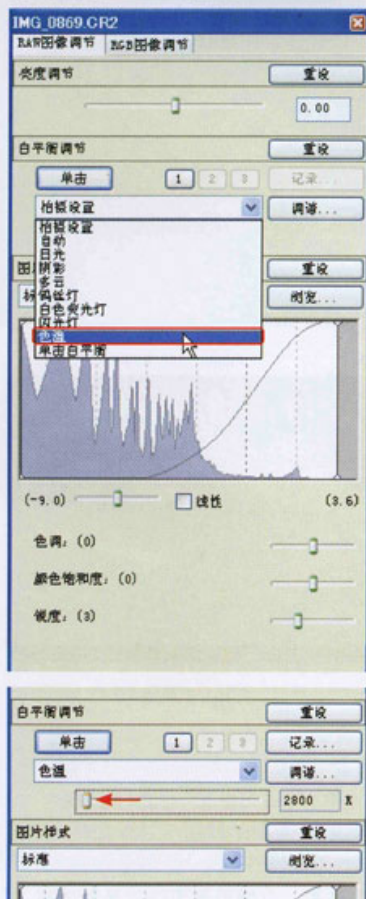 IMG_0869.CR2
RAW图像调节 RGB图像调节
亮度调节 重设
0.00
白平衡调节 重设
单击 1 2 3 记录...
拍摄设置 调谐...
拍摄设置
自动
日光
图 阴影 重设
多云
标 钨丝灯 浏览...
白色荧光灯
闪光灯
色温
单击白平衡
(-9.0) 线性 (3.6)
色调: (0)
颜色饱和度: (0)
锐度: (3)
白平衡调节 重设
单击 1 2 3 记录...
色温 调谐...
2800 K
图片样式 重设
标准 浏览...